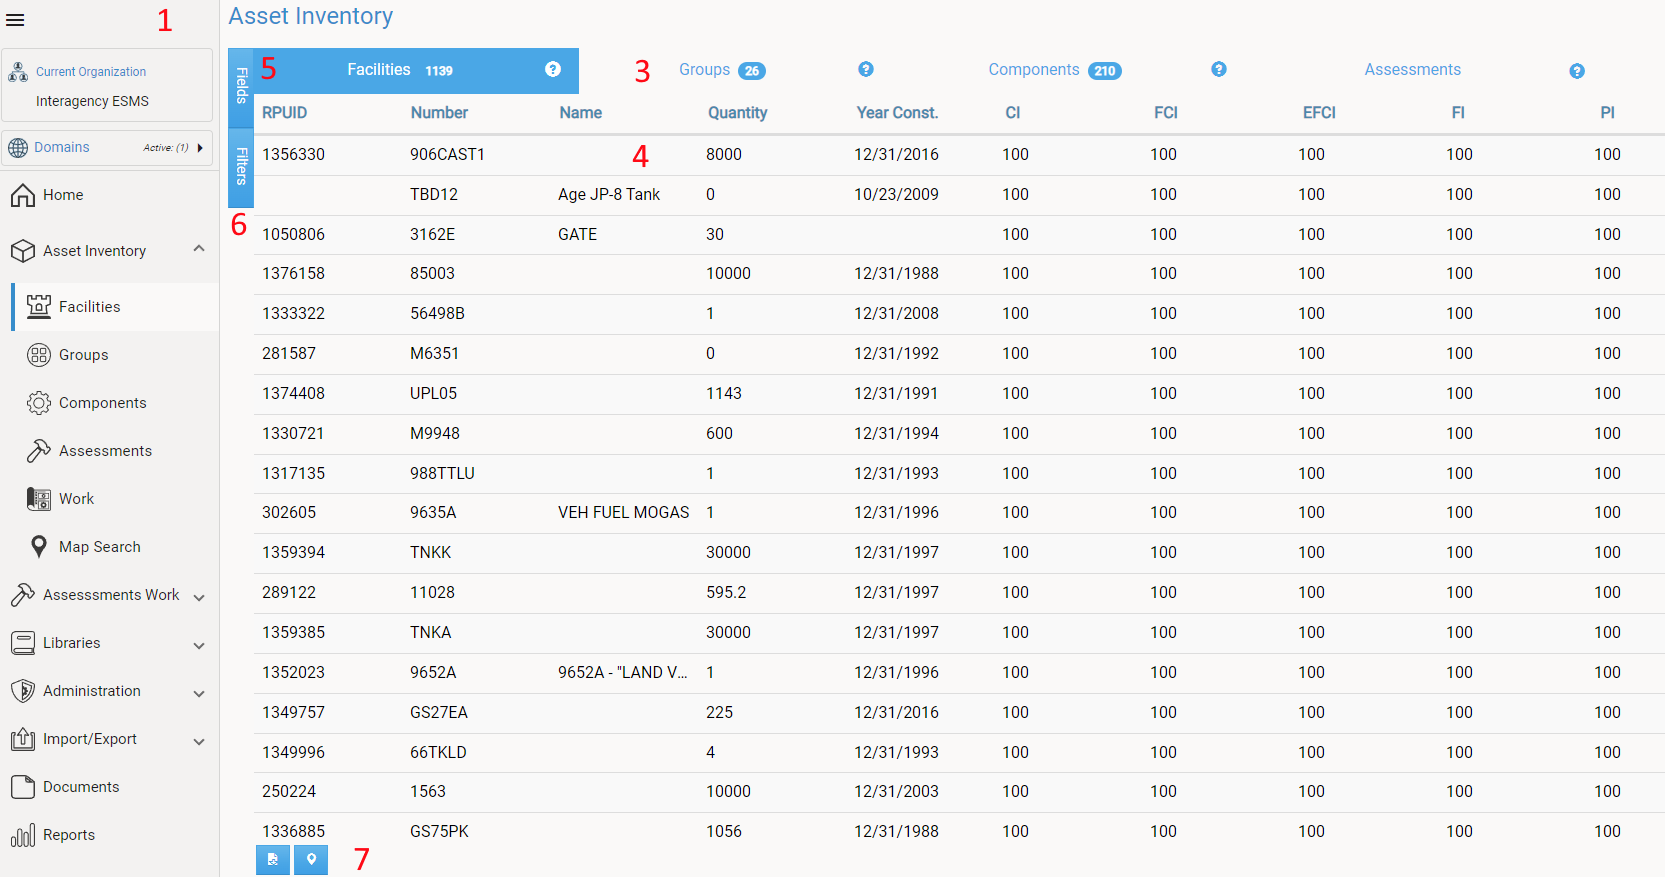 1
Asset Inventory
Current Organization
Interagency ESMS
Domains Active: (1)
Home
Asset Inventory
Facilities
Groups
Components
Assessments
Work
Map Search
Assesssments Work
Libraries
Administration
Import/Export
Documents
Reports
Fields
Filters
5 Facilities 1139 ? 3 Groups 26 ? Components 210 ? Assessments ?
RPUID Number Name Quantity Year Const. CI FCI EFCI FI PI
1356330 906CAST1 4 8000 12/31/2016 100 100 100 100 100
TBD12 Age JP-8 Tank 0 10/23/2009 100 100 100 100 100
6
1050806 3162E GATE 30 100 100 100 100 100
1376158 85003 10000 12/31/1988 100 100 100 100 100
1333322 56498B 1 12/31/2008 100 100 100 100 100
281587 M6351 0 12/31/1992 100 100 100 100 100
1374408 UPL05 1143 12/31/1991 100 100 100 100 100
1330721 M9948 600 12/31/1994 100 100 100 100 100
1317135 988TTLU 1 12/31/1993 100 100 100 100 100
302605 9635A VEH FUEL MOGAS 1 12/31/1996 100 100 100 100 100
1359394 TNKK 30000 12/31/1997 100 100 100 100 100
289122 11028 595.2 12/31/1997 100 100 100 100 100
1359385 TNKA 30000 12/31/1997 100 100 100 100 100
1352023 9652A 9652A - "LAND V... 1 12/31/1996 100 100 100 100 100
1349757 GS27EA 225 12/31/2016 100 100 100 100 100
1349996 66TKLD 4 12/31/1993 100 100 100 100 100
250224 1563 10000 12/31/2003 100 100 100 100 100
1336885 GS75PK 1056 12/31/1988 100 100 100 100 100
7